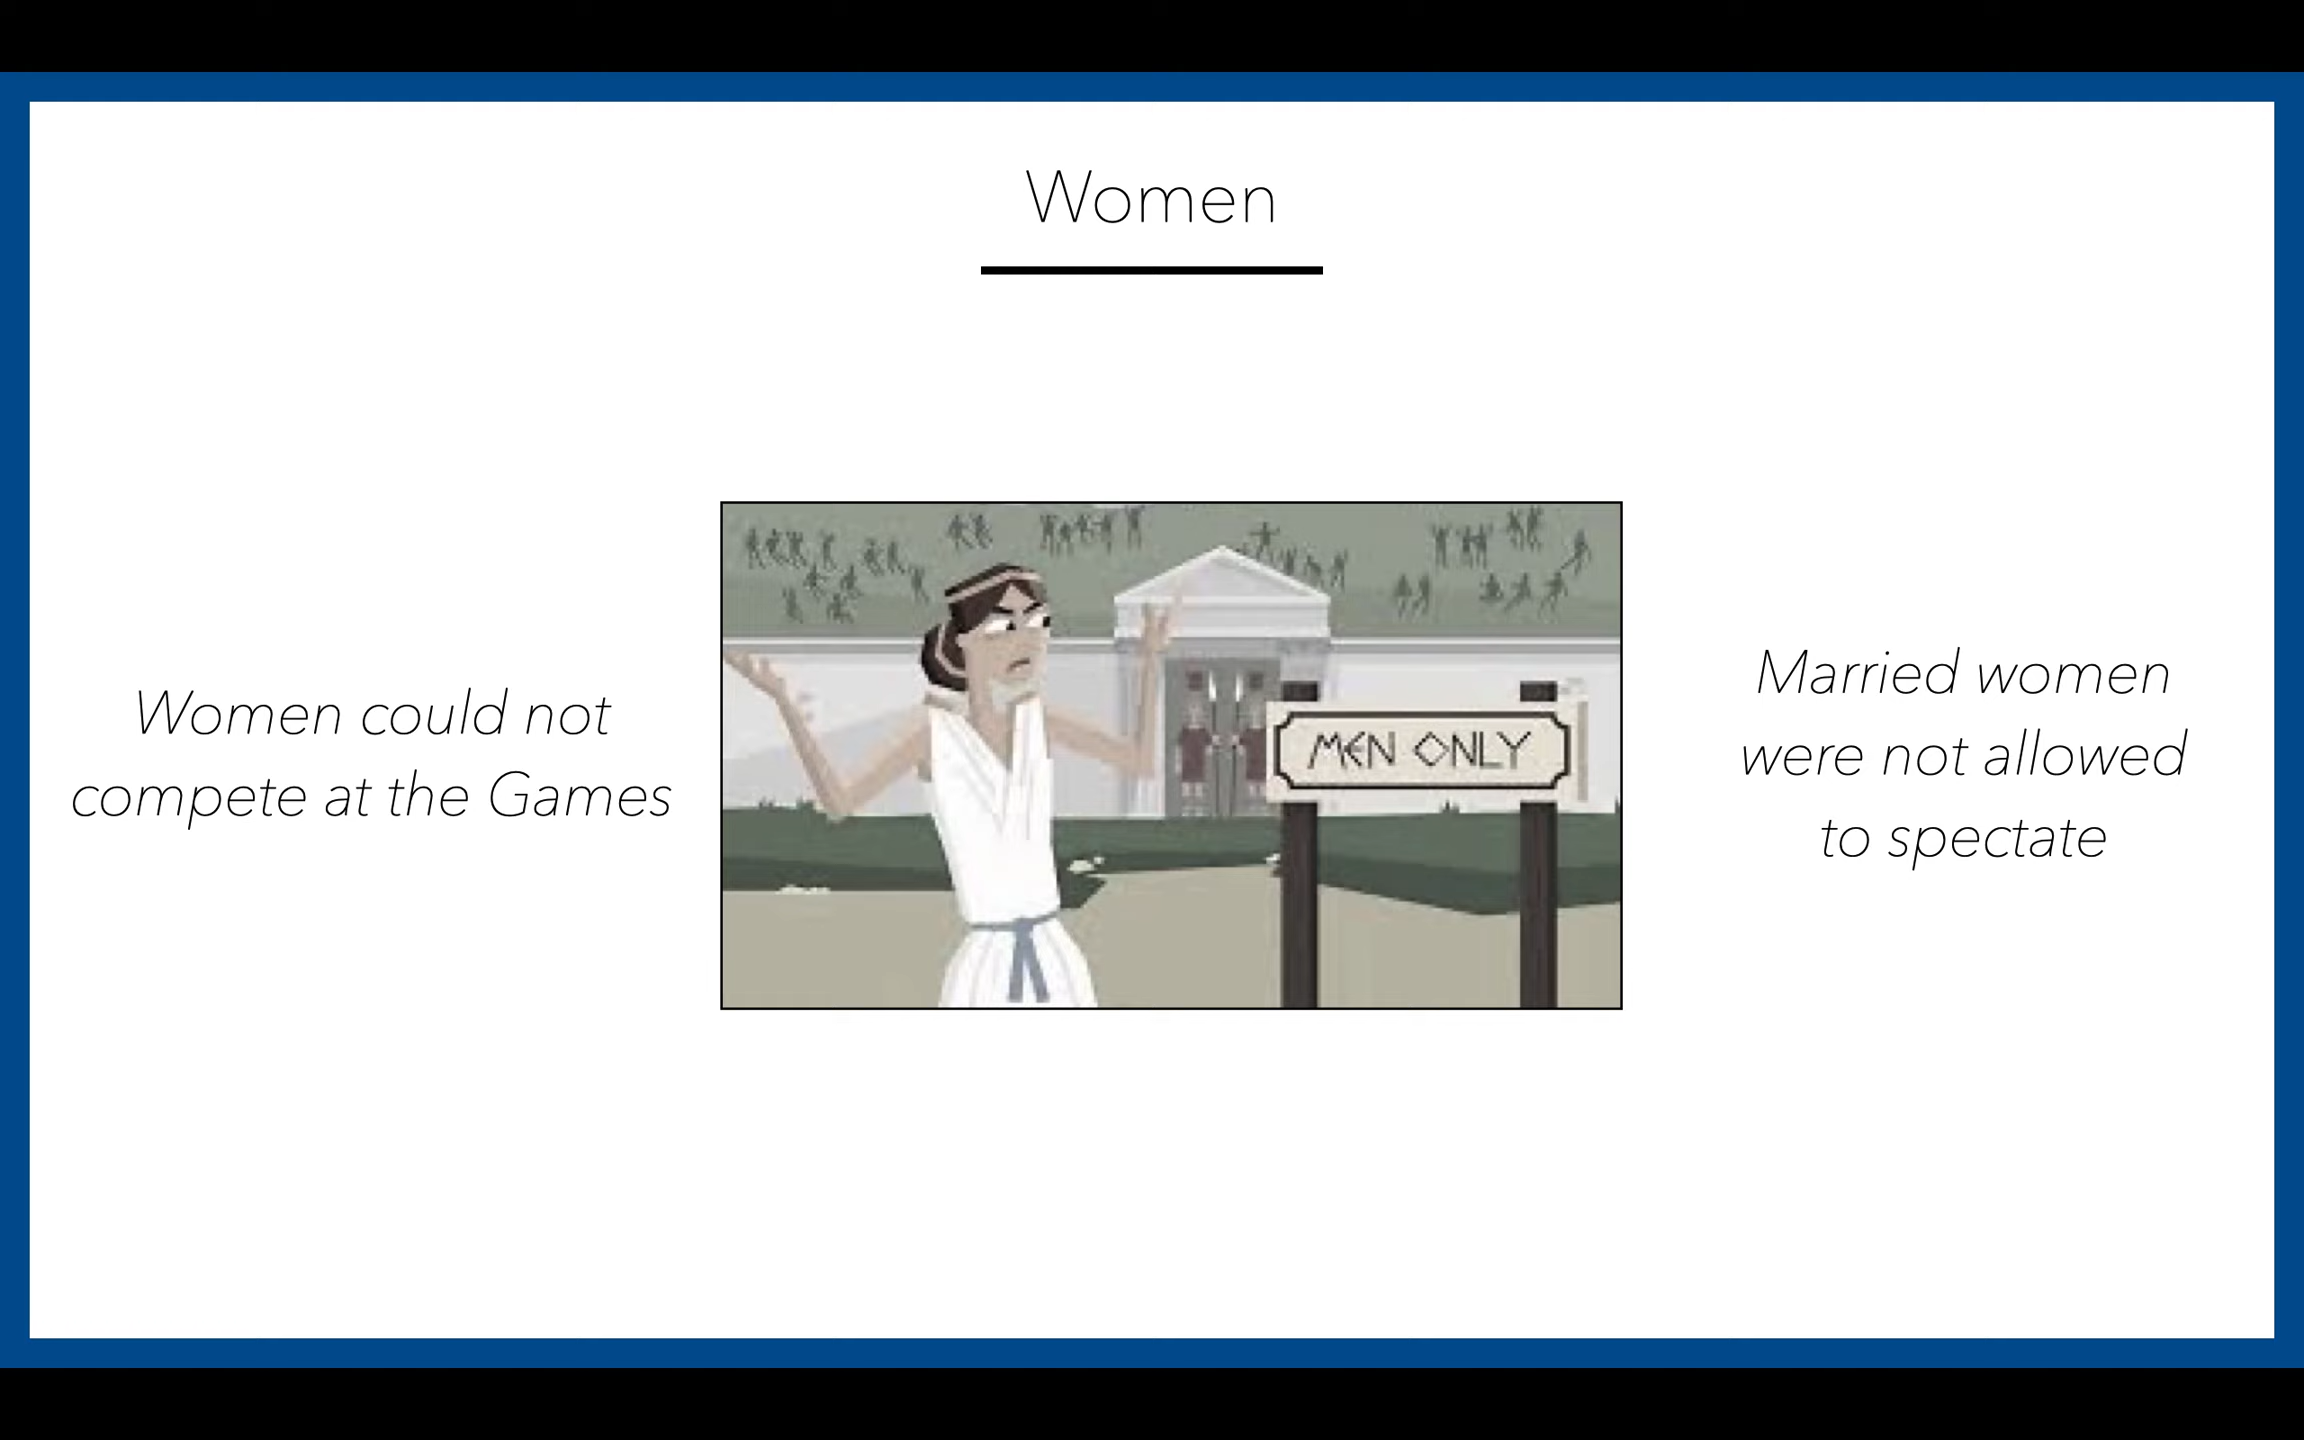 Women
Women could not
compete at the Games
MEN ONLY
Married women
were not allowed
to spectate